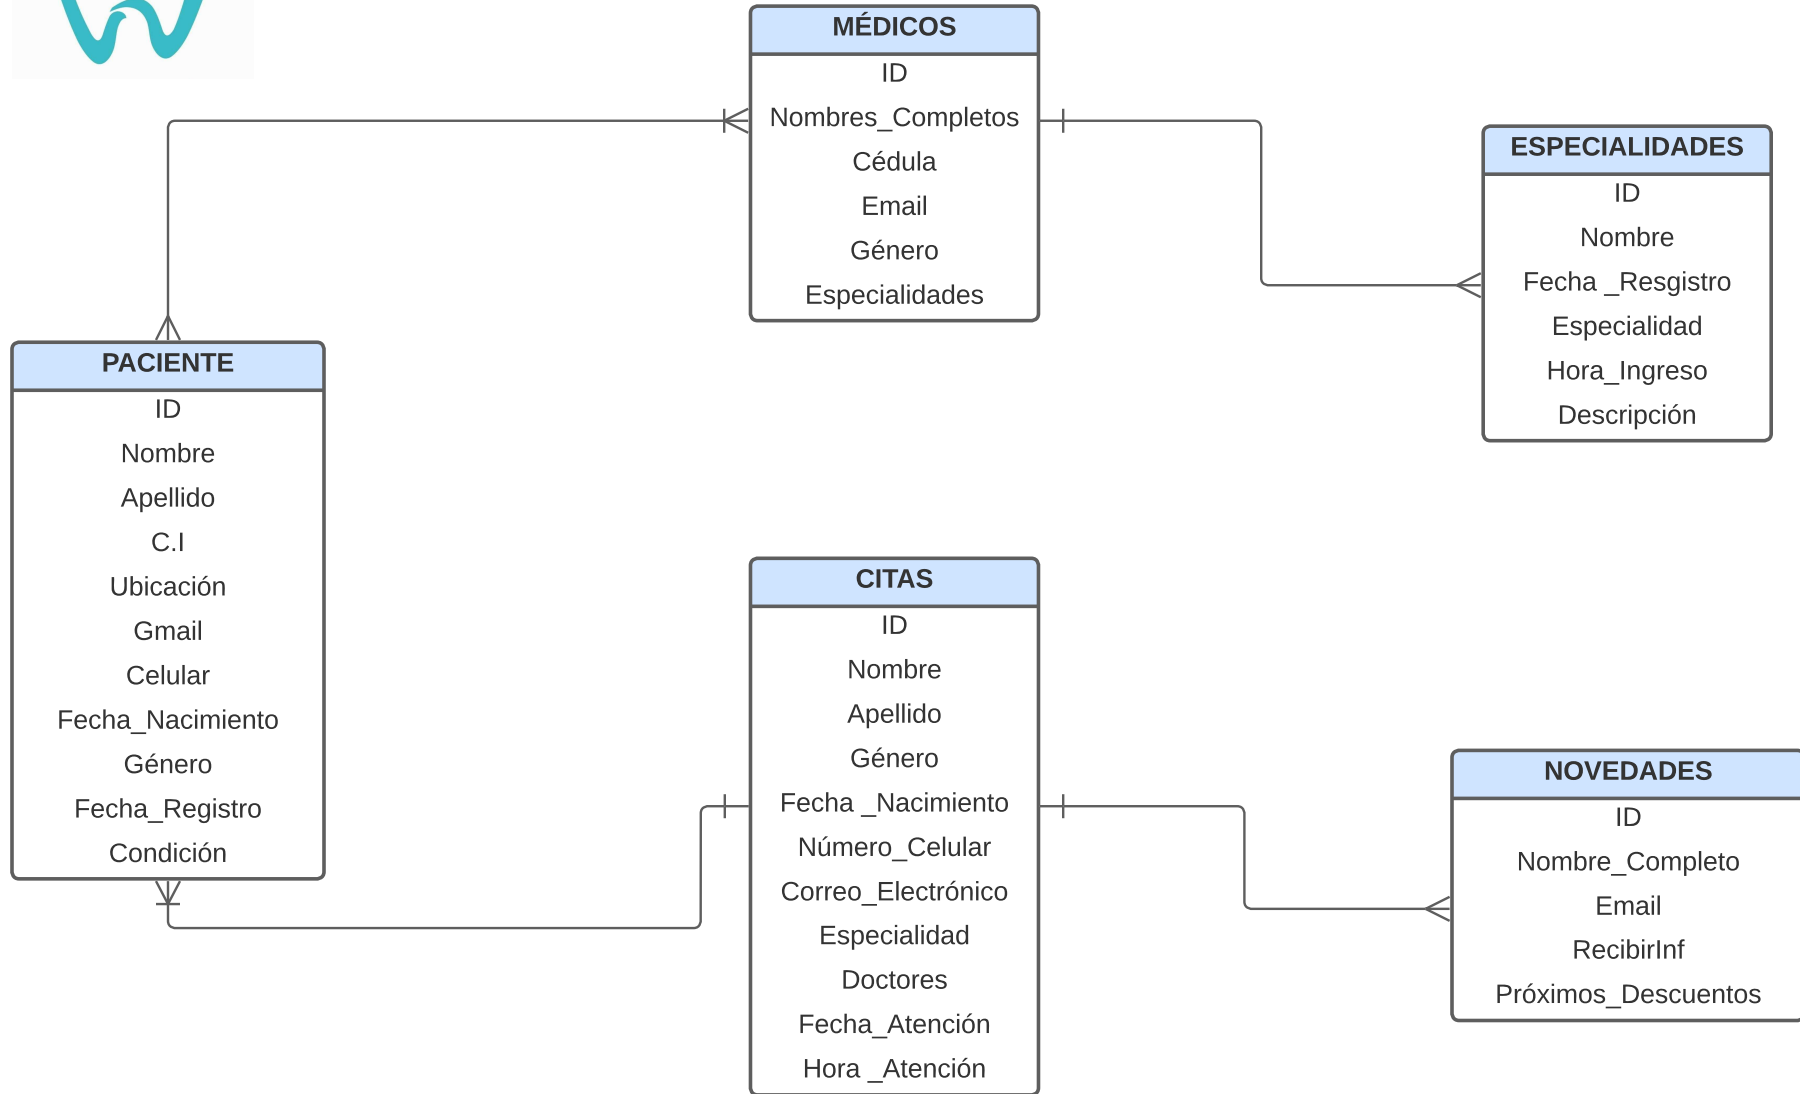 MÉDICOS
ID
Nombres_Completos
Cédula
Email
Género
Especialidades
ESPECIALIDADES
ID
Nombre
Fecha _Resgistro
Especialidad
Hora_Ingreso
Descripción
PACIENTE
ID
Nombre
Apellido
C.I
Ubicación
Gmail
Celular
Fecha_Nacimiento
Género
Fecha_Registro
Condición
CITAS
ID
Nombre
Apellido
Género
Fecha _Nacimiento
Número_Celular
Correo_Electrónico
Especialidad
Doctores
Fecha_Atención
Hora _Atención
NOVEDADES
ID
Nombre_Completo
Email
RecibirInf
Próximos_Descuentos